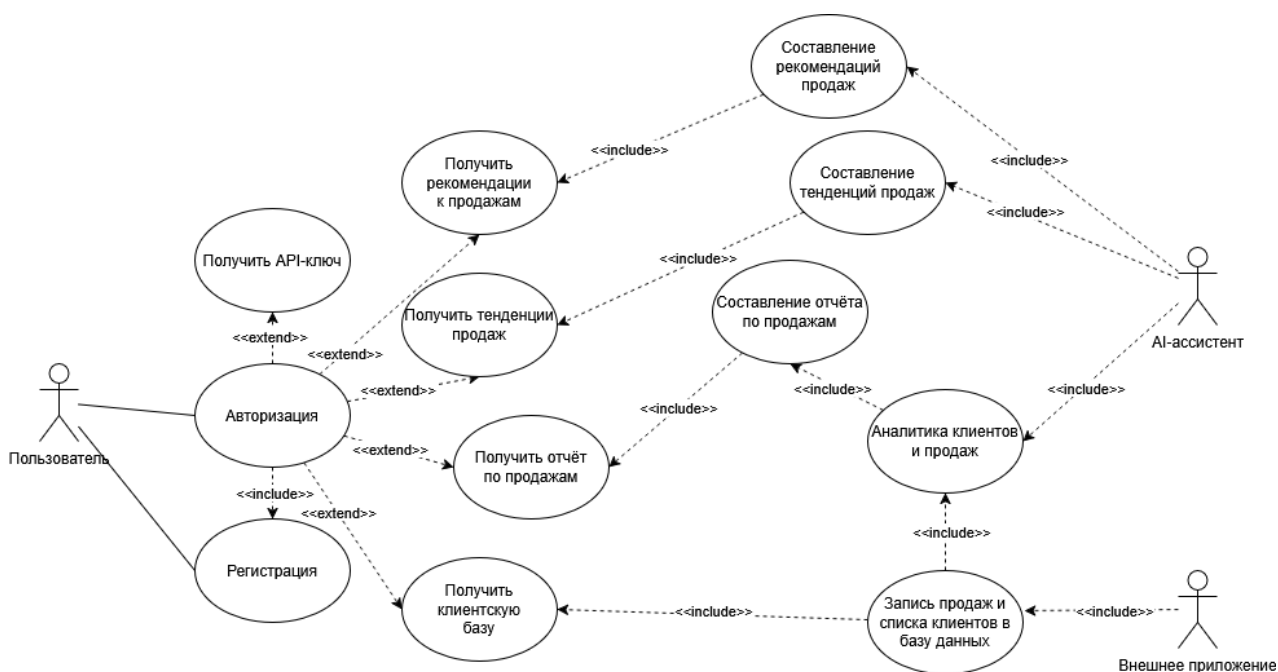 Составление
рекомендаций
продаж
<<include>>
<<include>>
Получить
рекомендации
к продажам
Составление
тенденций продаж
<<include>>
Получить API-ключ
<<include>>
Составление отчёта
по продажам
Получить тенденции
продаж
<<extend>>
<<extend>>
AI-ассистент
<<extend>>
<<include>>
<<include>>
<<include>>
Авторизация
Пользователь
Аналитика клиентов
и продаж
<<extend>>
Получить отчёт
по продажам
<<include>>
<<extend>>
<<include>>
Регистрация
Получить
клиентскую
базу
<<include>>
Запись продаж и
списка клиентов в
базу данных
<<include>>
Внешнее приложение